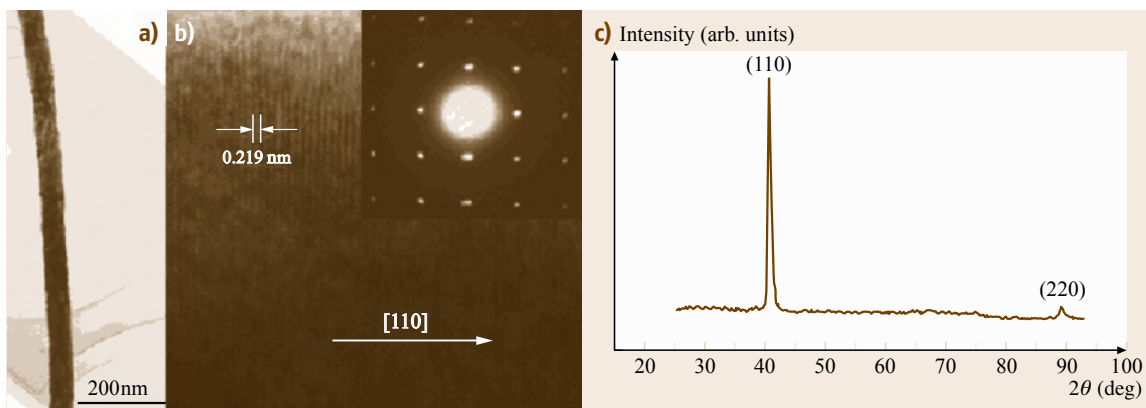 a)
200nm
b)
0.219 nm
[110]
c) Intensity (arb. units)
(110)
(220)
20 30 40 50 60 70 80 90 100
2θ (deg)